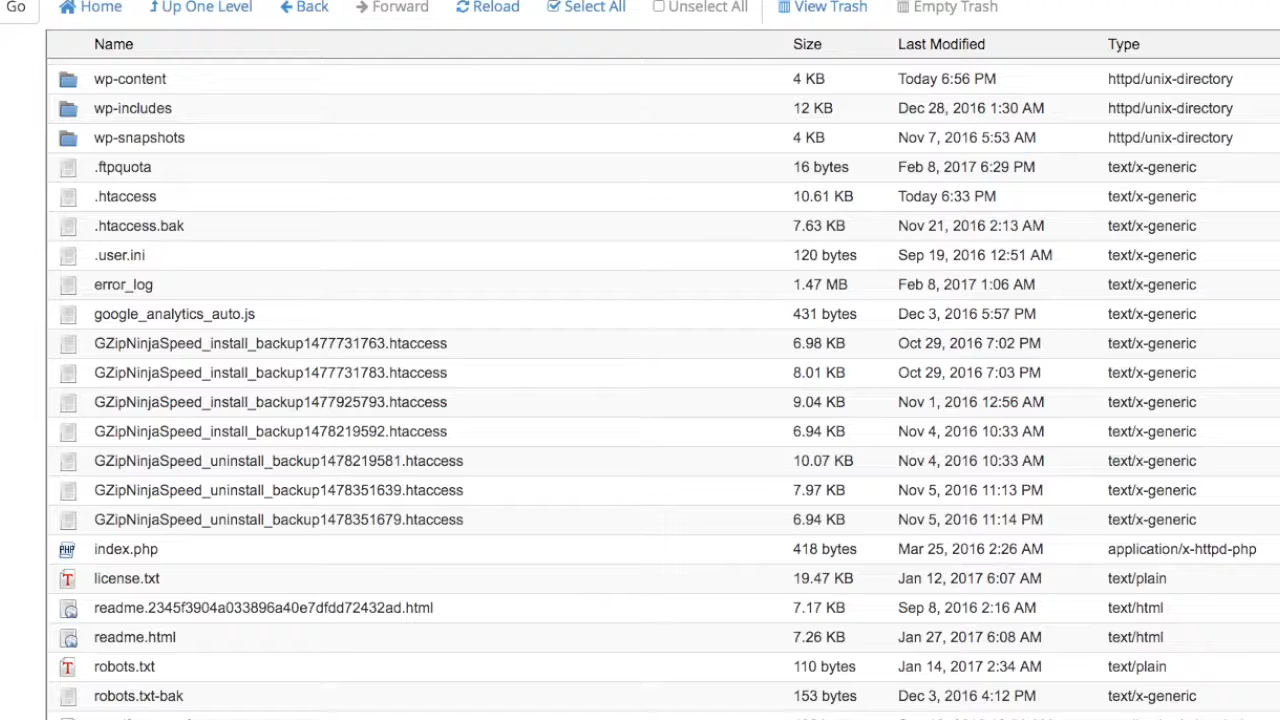 Go Home Up One Level Back Forward Reload Select All Unselect All View Trash Empty Trash
Name Size Last Modified Type
wp-content 4 KB Today 6:56 PM httpd/unix-directory
wp-includes 12 KB Dec 28, 2016 1:30 AM httpd/unix-directory
wp-snapshots 4 KB Nov 7, 2016 5:53 AM httpd/unix-directory
.ftpquota 16 bytes Feb 8, 2017 6:29 PM text/x-generic
.htaccess 10.61 KB Today 6:33 PM text/x-generic
.htaccess.bak 7.63 KB Nov 21, 2016 2:13 AM text/x-generic
.user.ini 120 bytes Sep 19, 2016 12:51 AM text/x-generic
error_log 1.47 MB Feb 8, 2017 1:06 AM text/x-generic
google_analytics_auto.js 431 bytes Dec 3, 2016 5:57 PM text/x-generic
GZipNinjaSpeed_install_backup1477731763.htaccess 6.98 KB Oct 29, 2016 7:02 PM text/x-generic
GZipNinjaSpeed_install_backup1477731783.htaccess 8.01 KB Oct 29, 2016 7:03 PM text/x-generic
GZipNinjaSpeed_install_backup1477925793.htaccess 9.04 KB Nov 1, 2016 12:56 AM text/x-generic
GZipNinjaSpeed_install_backup1478219592.htaccess 6.94 KB Nov 4, 2016 10:33 AM text/x-generic
GZipNinjaSpeed_uninstall_backup1478219581.htaccess 10.07 KB Nov 4, 2016 10:33 AM text/x-generic
GZipNinjaSpeed_uninstall_backup1478351639.htaccess 7.97 KB Nov 5, 2016 11:13 PM text/x-generic
GZipNinjaSpeed_uninstall_backup1478351679.htaccess 6.94 KB Nov 5, 2016 11:14 PM text/x-generic
PHP index.php 418 bytes Mar 25, 2016 2:26 AM application/x-httpd-php
T license.txt 19.47 KB Jan 12, 2017 6:07 AM text/plain
readme.2345f3904a033896a40e7dfdd72432ad.html 7.17 KB Sep 8, 2016 2:16 AM text/html
readme.html 7.26 KB Jan 27, 2017 6:08 AM text/html
T robots.txt 110 bytes Jan 14, 2017 2:34 AM text/plain
robots.txt-bak 153 bytes Dec 3, 2016 4:12 PM text/x-generic